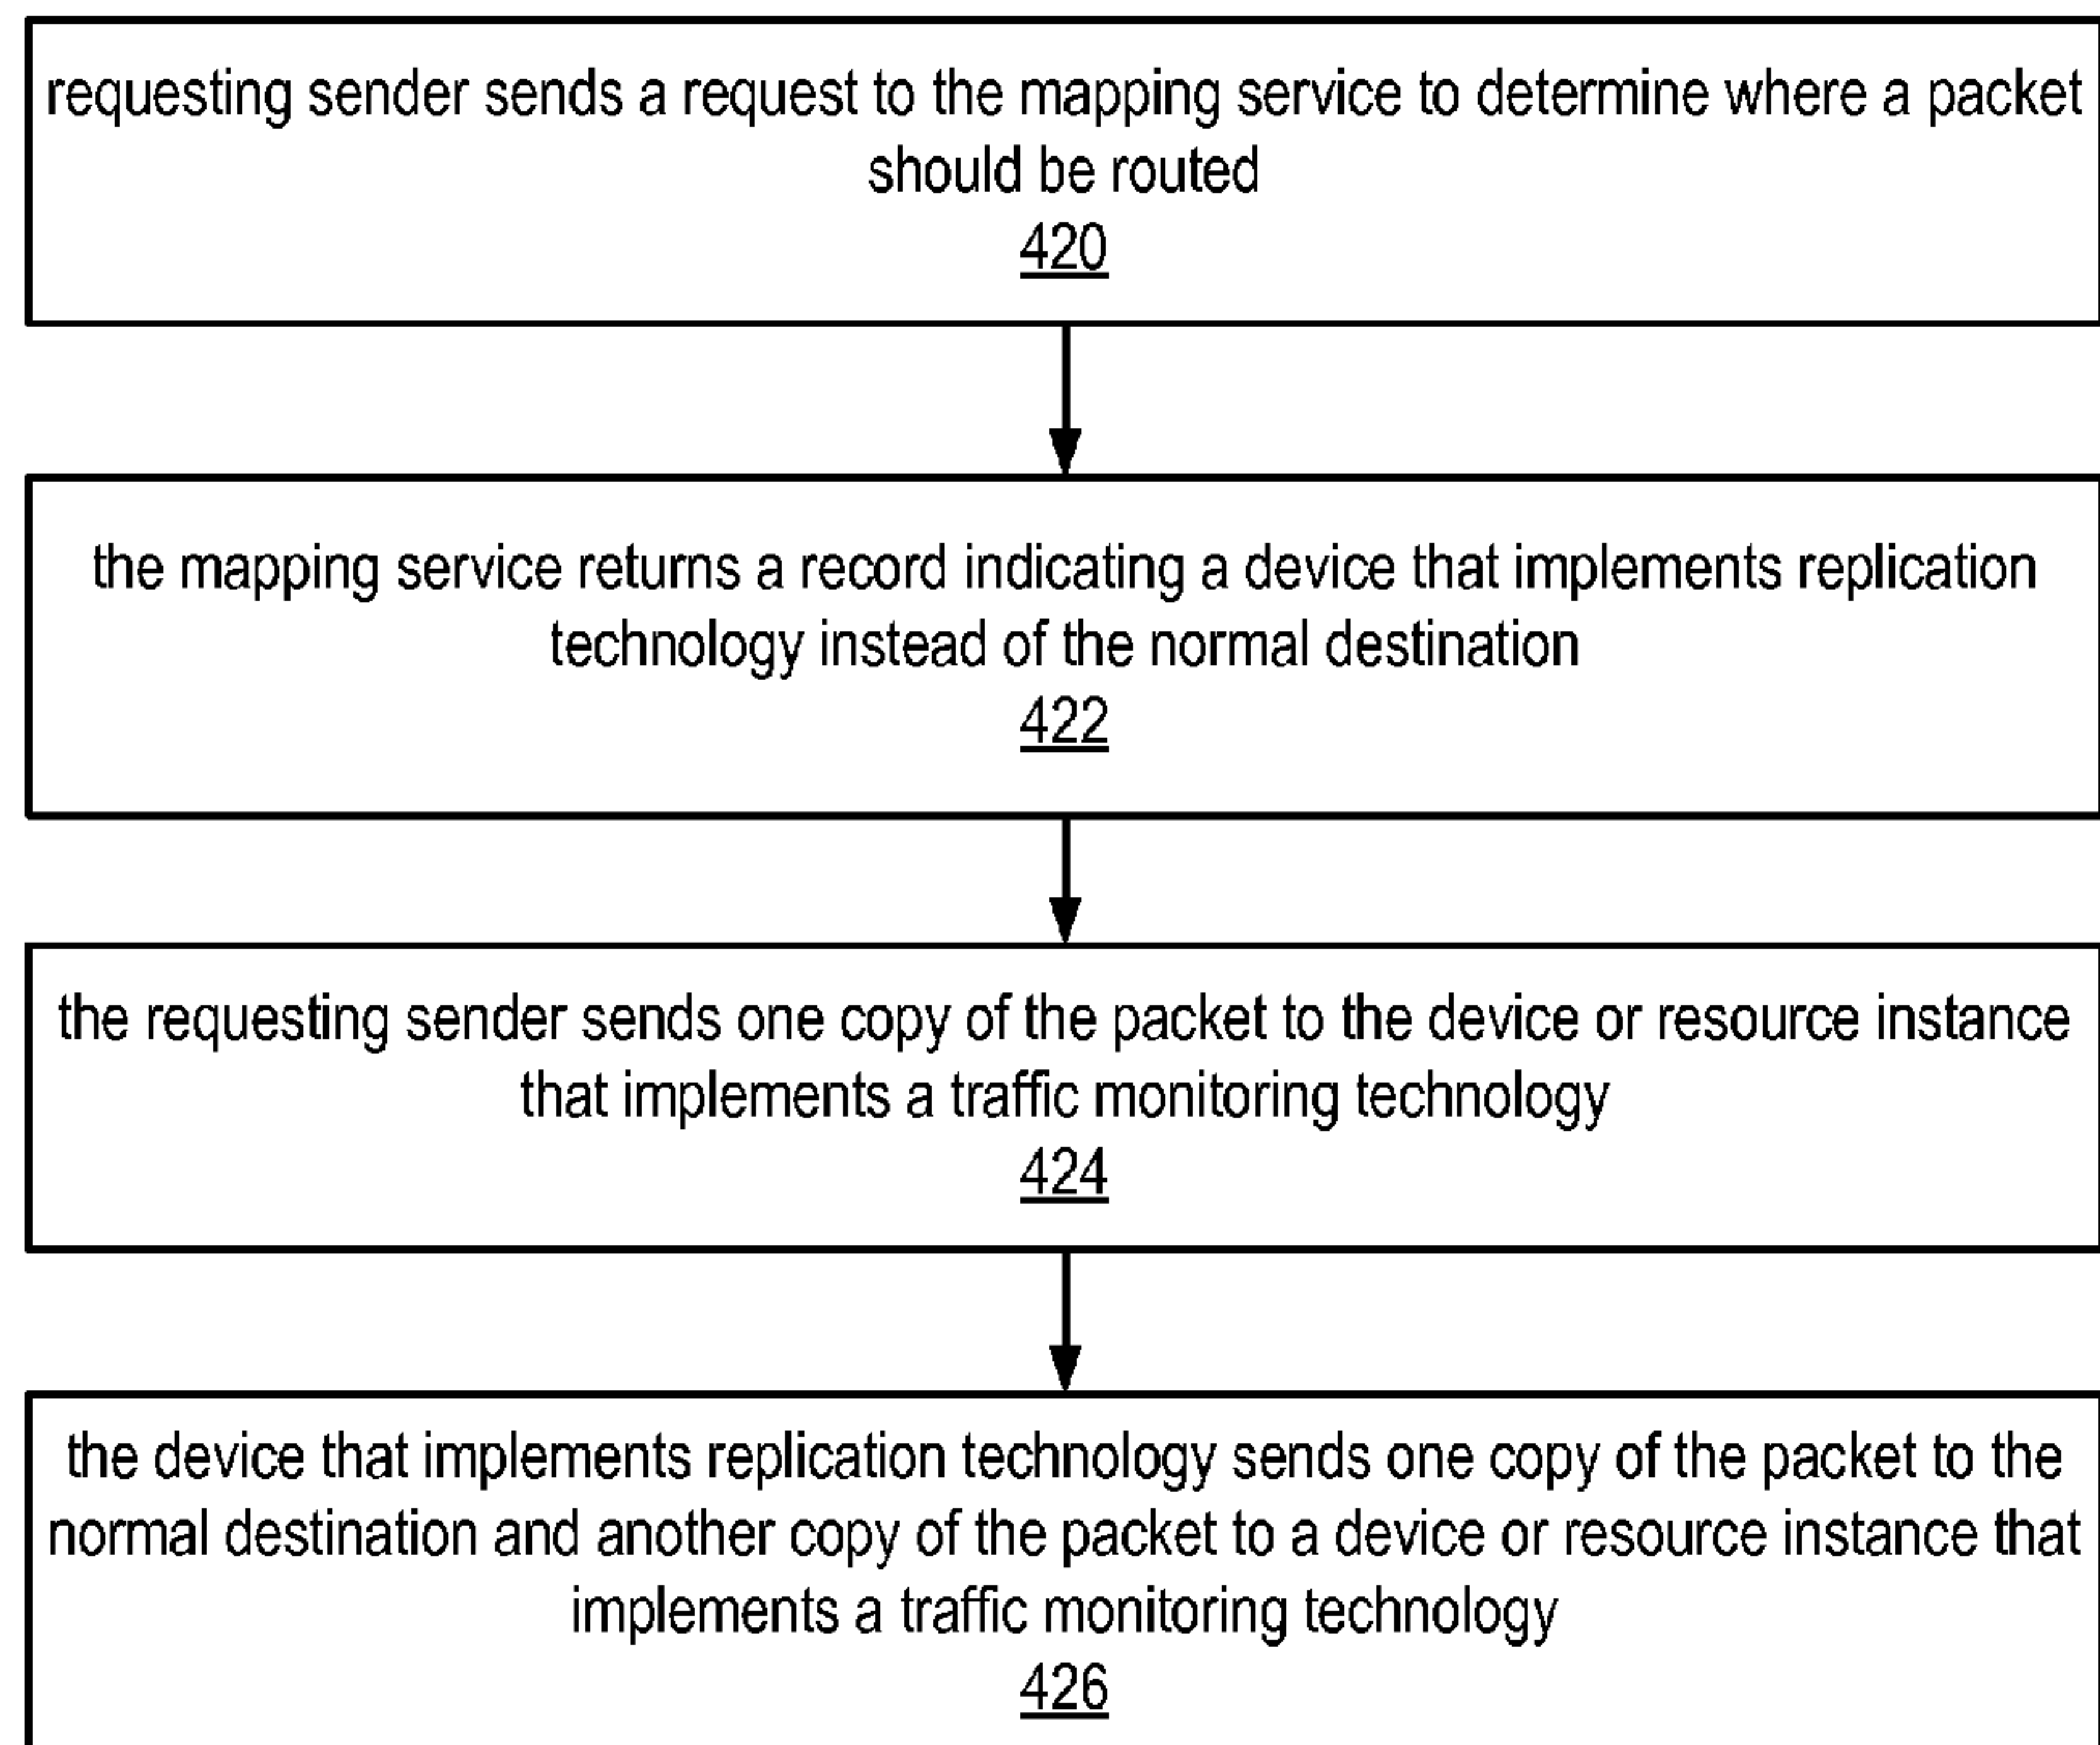 requesting sender sends a request to the mapping service to determine where a packet
should be routed
420
the mapping service returns a record indicating a device that implements replication
technology instead of the normal destination
422
the requesting sender sends one copy of the packet to the device or resource instance
that implements a traffic monitoring technology
424
the device that implements replication technology sends one copy of the packet to the
normal destination and another copy of the packet to a device or resource instance that
implements a traffic monitoring technology
426